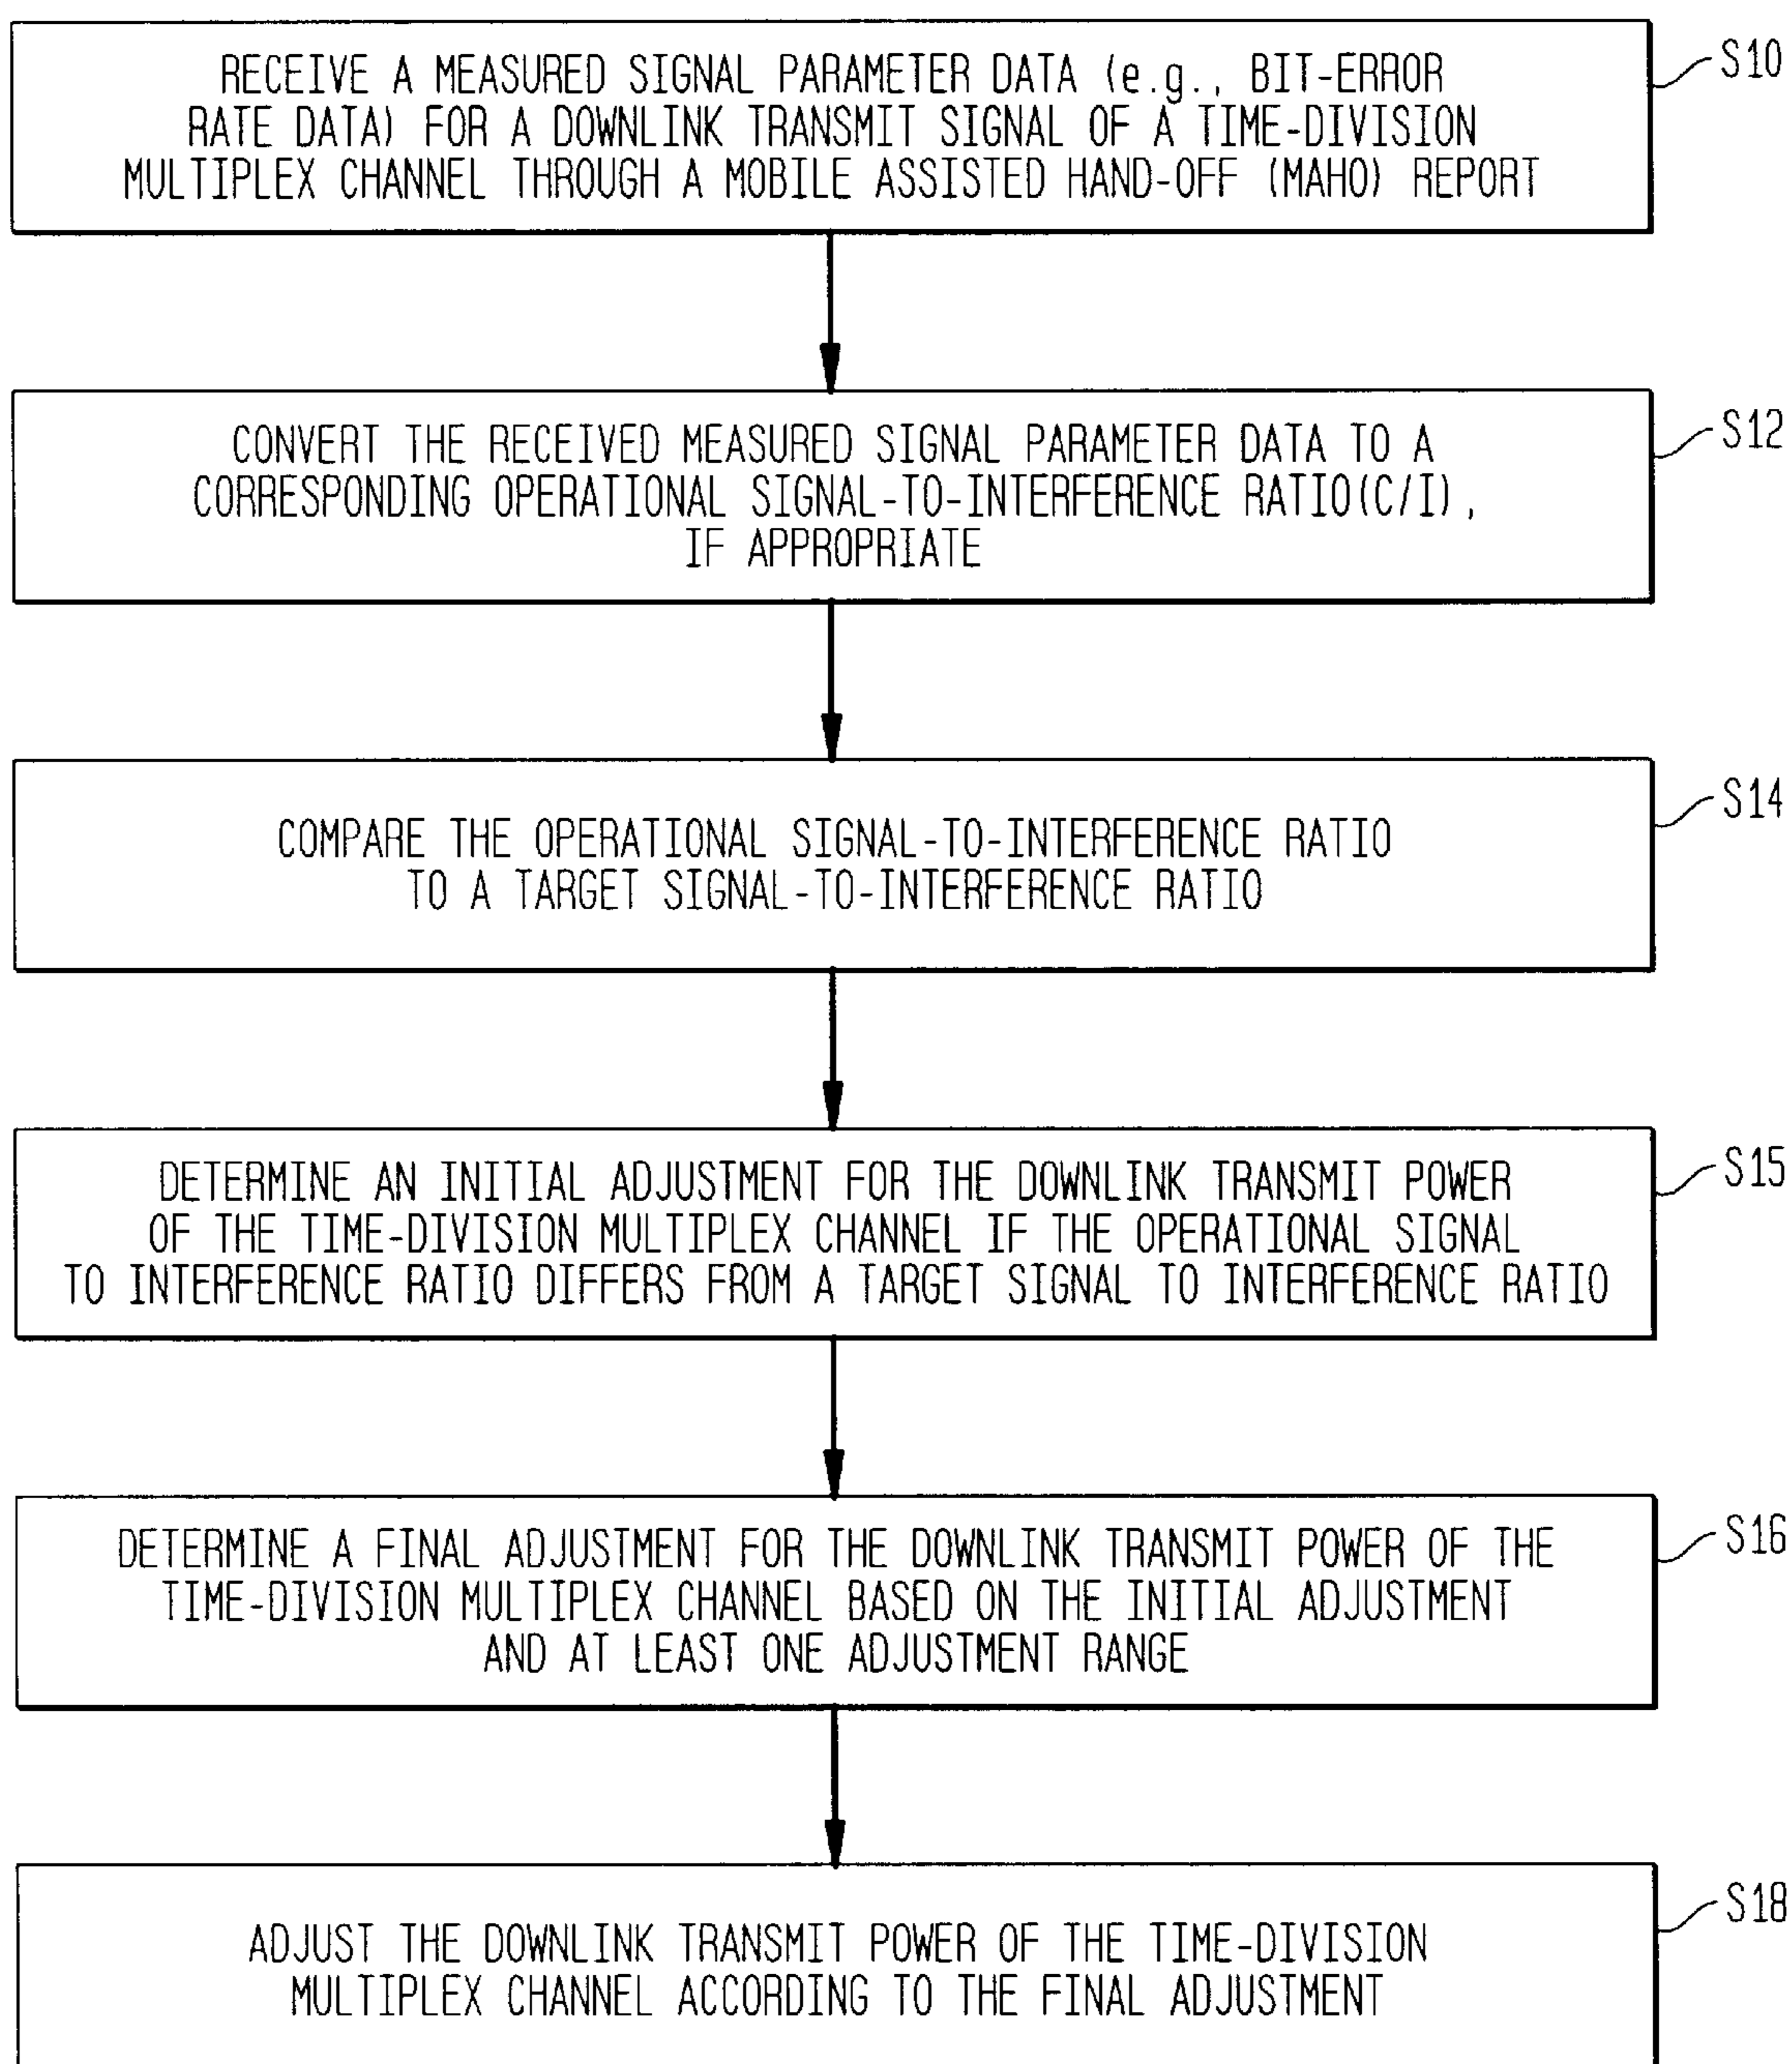 RECEIVE A MEASURED SIGNAL PARAMETER DATA (e.g., BIT-ERROR
RATE DATA) FOR A DOWNLINK TRANSMIT SIGNAL OF A TIME-DIVISION
MULTIPLEX CHANNEL THROUGH A MOBILE ASSISTED HAND-OFF (MAHO) REPORT
S10
CONVERT THE RECEIVED MEASURED SIGNAL PARAMETER DATA TO A
CORRESPONDING OPERATIONAL SIGNAL-TO-INTERFERENCE RATIO(C/I),
IF APPROPRIATE
S12
COMPARE THE OPERATIONAL SIGNAL-TO-INTERFERENCE RATIO
TO A TARGET SIGNAL-TO-INTERFERENCE RATIO
S14
DETERMINE AN INITIAL ADJUSTMENT FOR THE DOWNLINK TRANSMIT POWER
OF THE TIME-DIVISION MULTIPLEX CHANNEL IF THE OPERATIONAL SIGNAL
TO INTERFERENCE RATIO DIFFERS FROM A TARGET SIGNAL TO INTERFERENCE RATIO
S15
DETERMINE A FINAL ADJUSTMENT FOR THE DOWNLINK TRANSMIT POWER OF THE
TIME-DIVISION MULTIPLEX CHANNEL BASED ON THE INITIAL ADJUSTMENT
AND AT LEAST ONE ADJUSTMENT RANGE
S16
ADJUST THE DOWNLINK TRANSMIT POWER OF THE TIME-DIVISION
MULTIPLEX CHANNEL ACCORDING TO THE FINAL ADJUSTMENT
S18